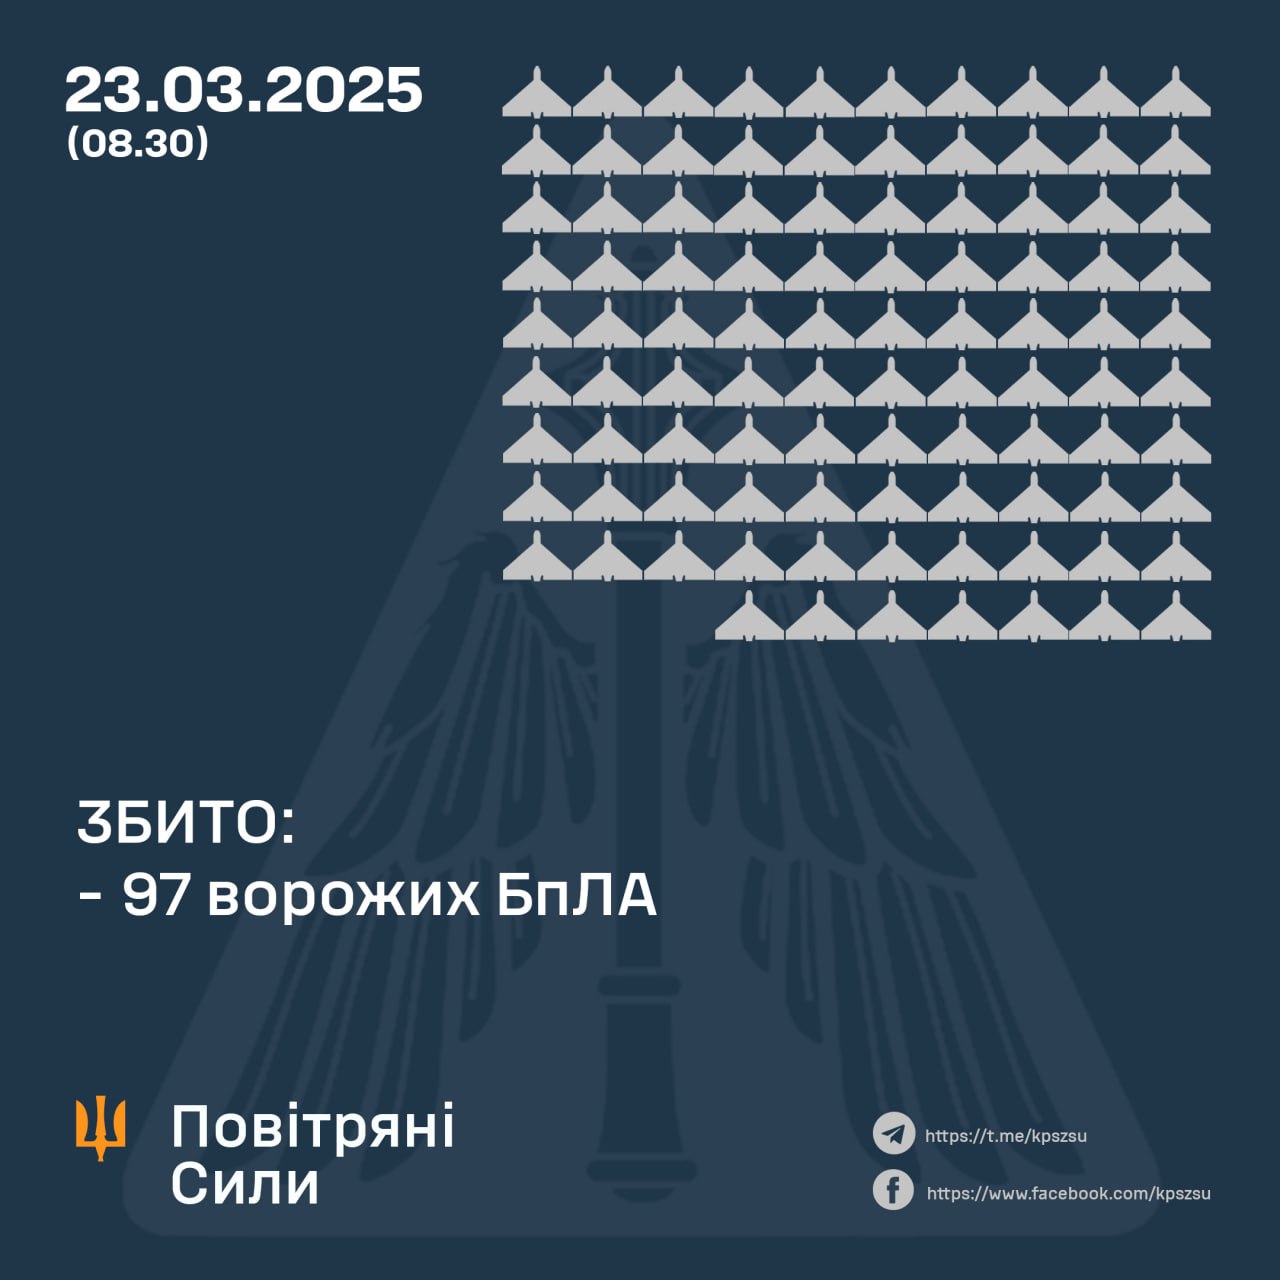 23.03.2025
(08.30)
ЗБИТО:
- 97 ворожих БпЛА
Повітряні
Сили
https://t.me/kpszsu
https://www.facebook.com/kpszsu